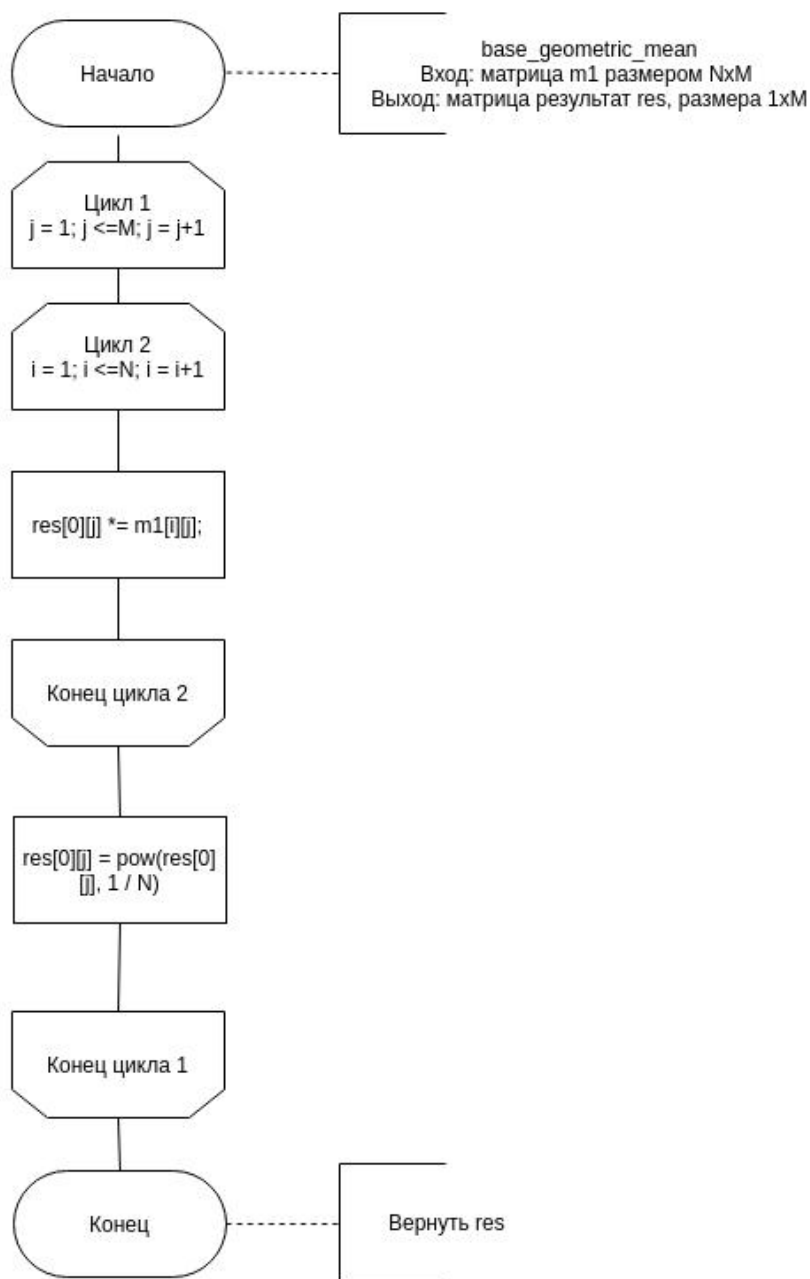 Начало
base_geometric_mean
Вход: матрица m1 размером NxM
Выход: матрица результат res, размера 1xM
Цикл 1
j = 1; j <=M; j = j+1
Цикл 2
i = 1; i <=N; i = i+1
res[0][j] *= m1[i][j];
Конец цикла 2
res[0][j] = pow(res[0]
[j], 1 / N)
Конец цикла 1
Конец
Вернуть res